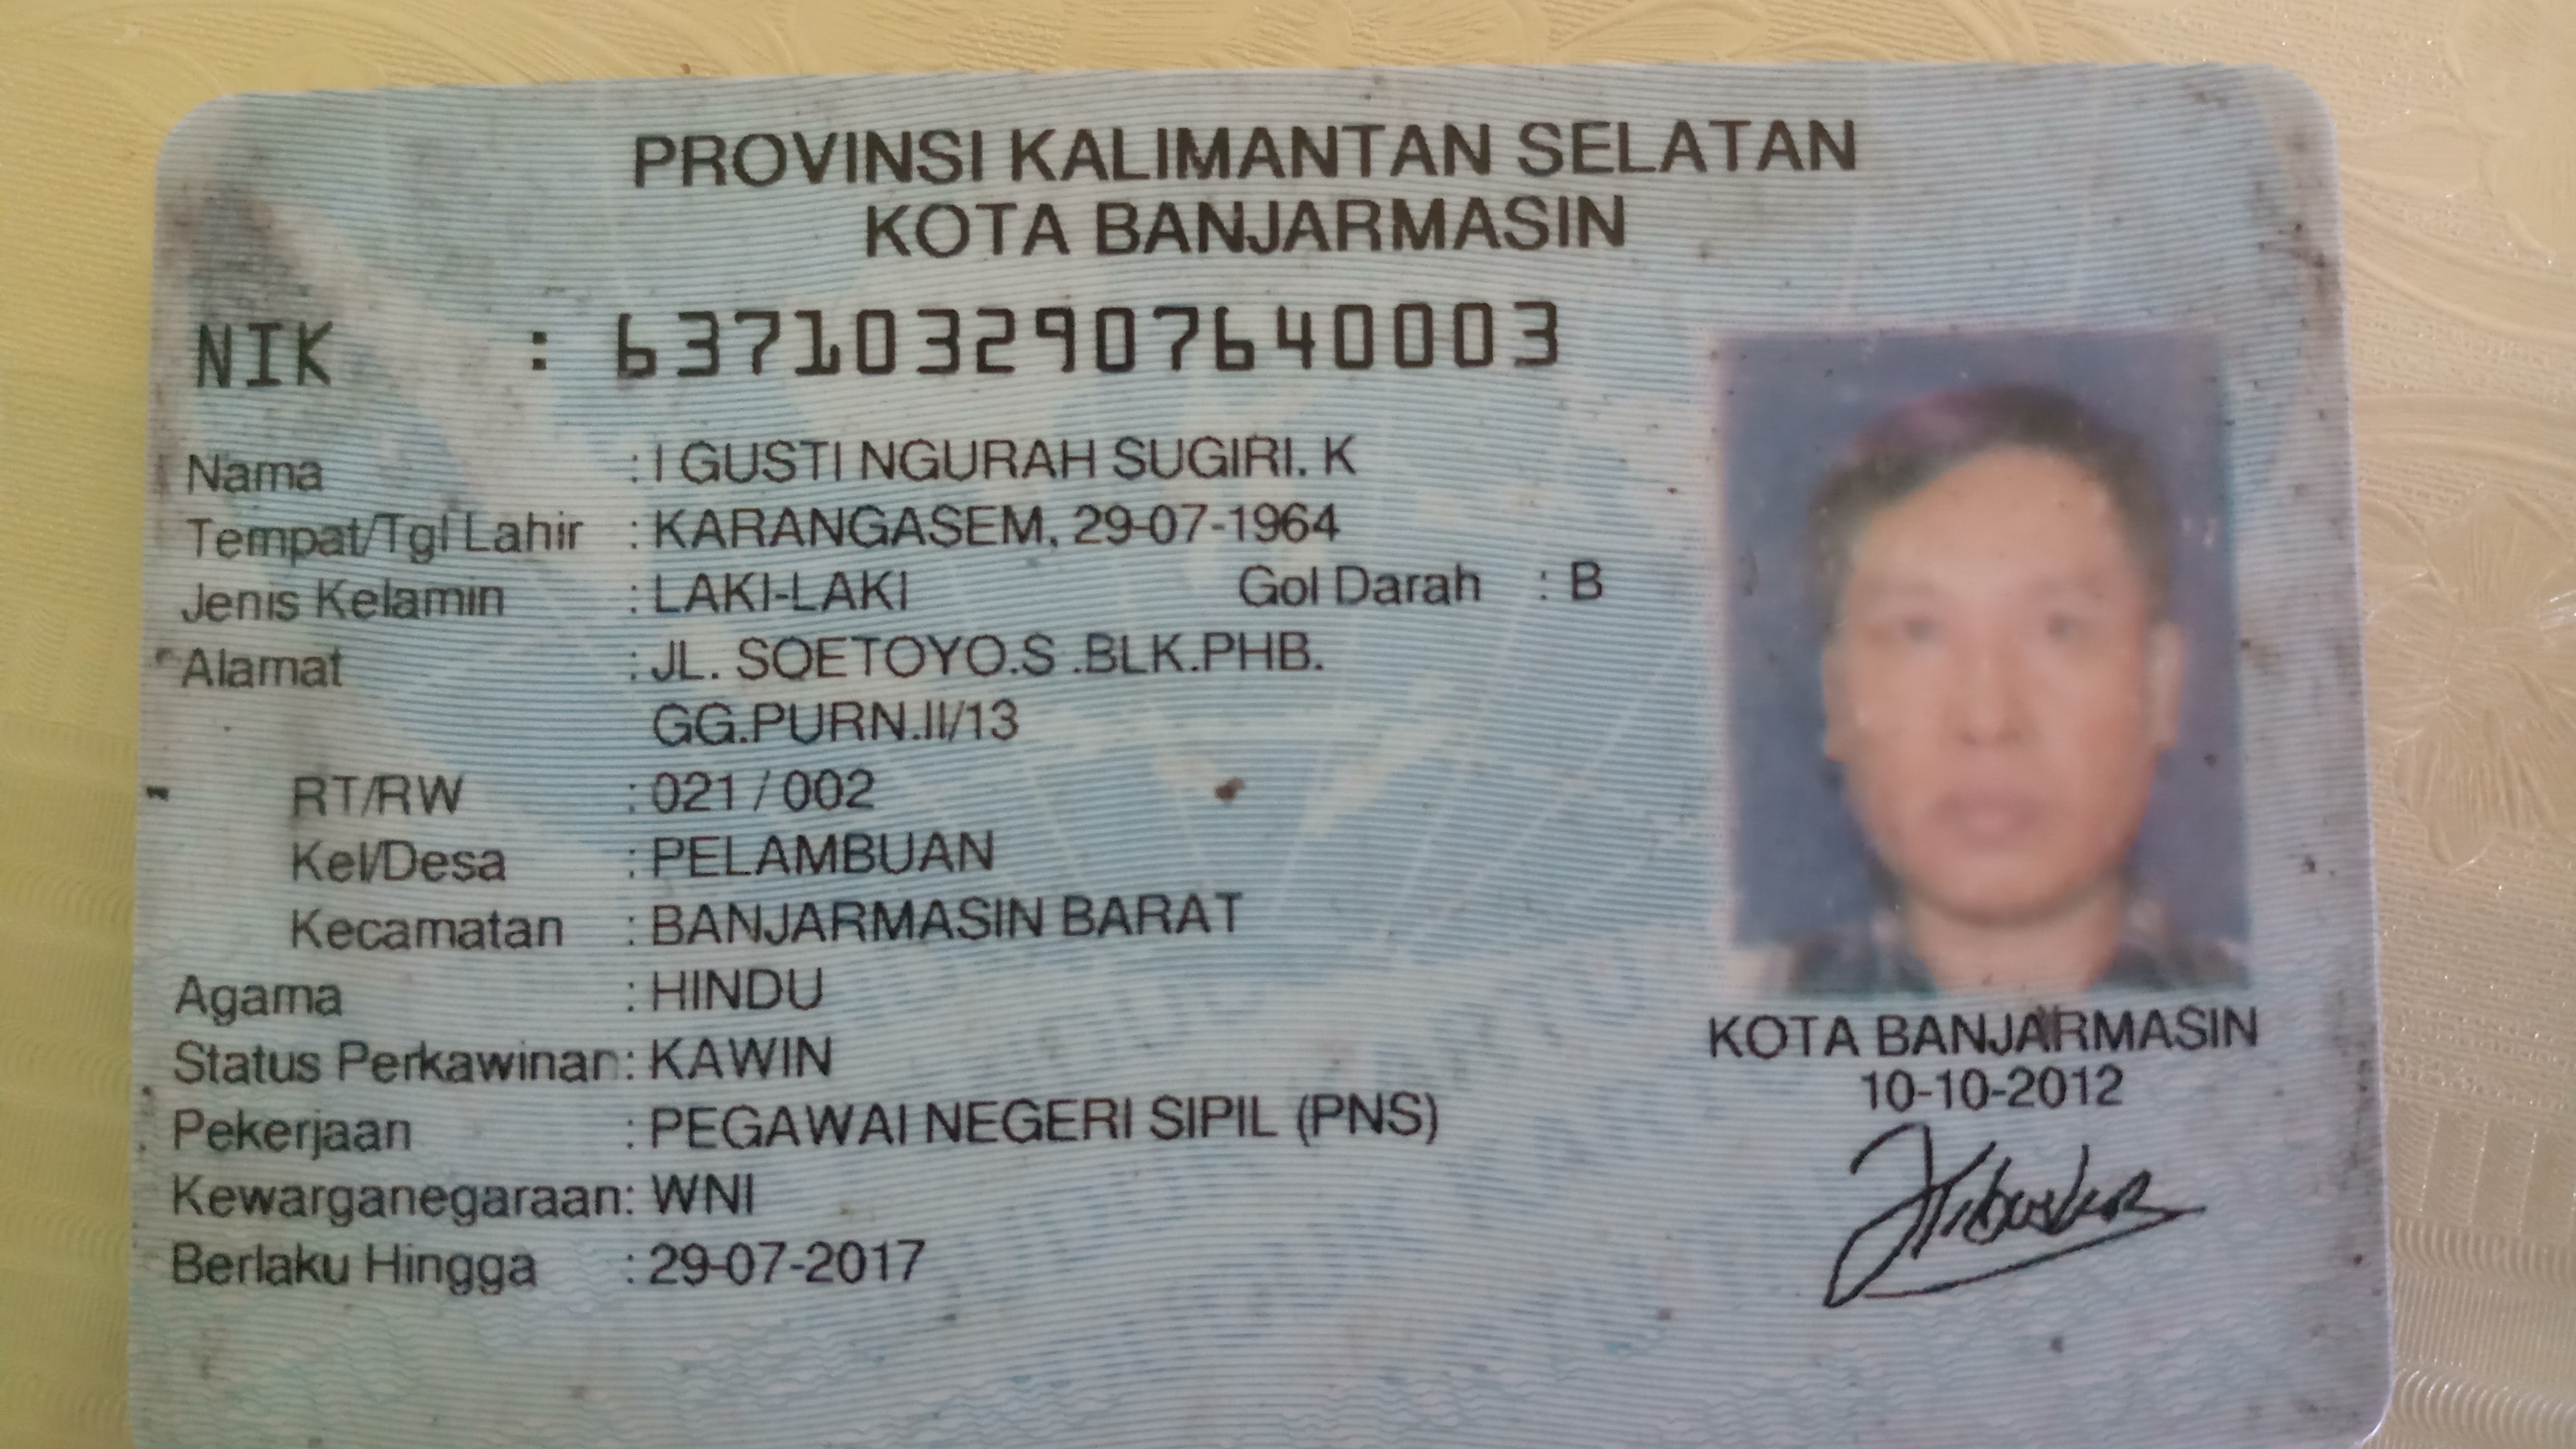 PROVINSI KALIMANTAN SELATAN
KOTA BANJARMASIN
NIK : 6371032907640003
Nama : I GUSTI NGURAH SUGIRI. K
Tempat/Tgl Lahir : KARANGASEM, 29-07-1964
Jenis Kelamin : LAKI-LAKI Gol Darah : B
Alamat : JL. SOETOYO.S .BLK.PHB.
GG.PURN.II/13
RT/RW : 021 / 002
Kel/Desa : PELAMBUAN
Kecamatan : BANJARMASIN BARAT
Agama : HINDU
Status Perkawinan: KAWIN
Pekerjaan : PEGAWAI NEGERI SIPIL (PNS)
Kewarganegaraan: WNI
Berlaku Hingga : 29-07-2017
KOTA BANJARMASIN
10-10-2012